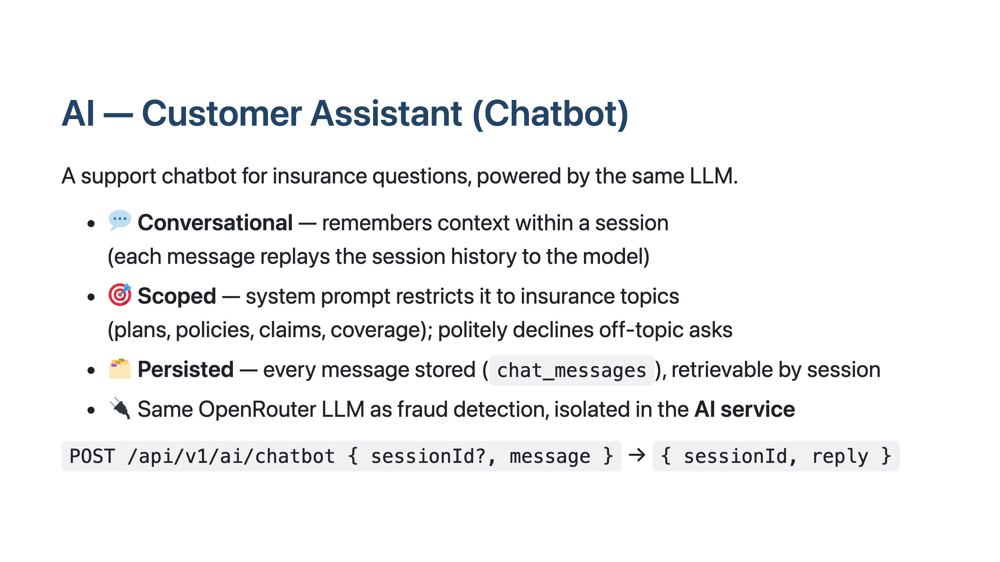 AI — Customer Assistant (Chatbot)
A support chatbot for insurance questions, powered by the same LLM.
• 💬 Conversational — remembers context within a session
(each message replays the session history to the model)
• 🎯 Scoped — system prompt restricts it to insurance topics
(plans, policies, claims, coverage); politely declines off-topic asks
• 🗂️ Persisted — every message stored (chat_messages), retrievable by session
• 🔌 Same OpenRouter LLM as fraud detection, isolated in the AI service
POST /api/v1/ai/chatbot { sessionId?, message } → { sessionId, reply }